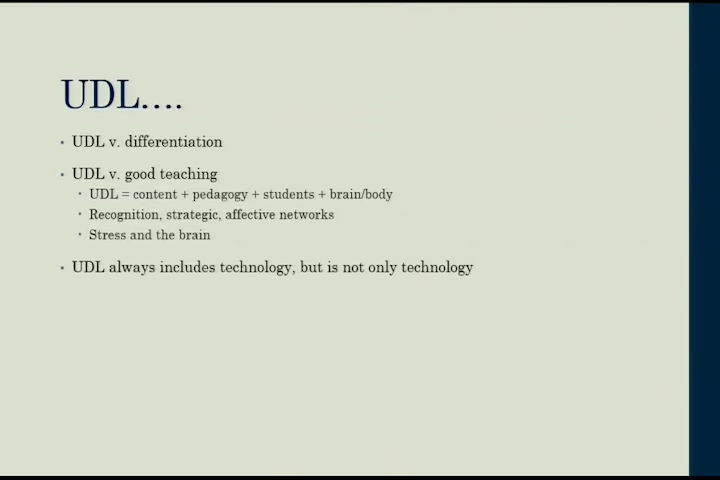 UDL....
• UDL v. differentiation
• UDL v. good teaching
• UDL = content + pedagogy + students + brain/body
• Recognition, strategic, affective networks
• Stress and the brain
• UDL always includes technology, but is not only technology